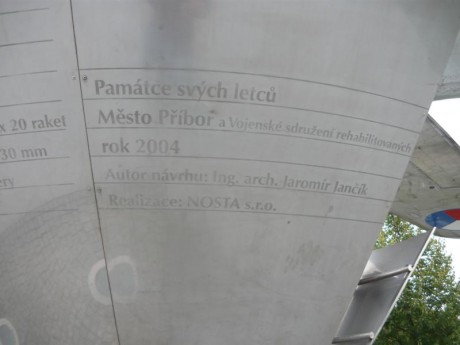 Památce svých letců
Město Příbor a Vojenské sdružení rehabilitovaných
rok 2004
Autor návrhu: Ing. arch. Jaromír Jančík
Realizace: NOSTA s.r.o.
x 20 raket
30 mm